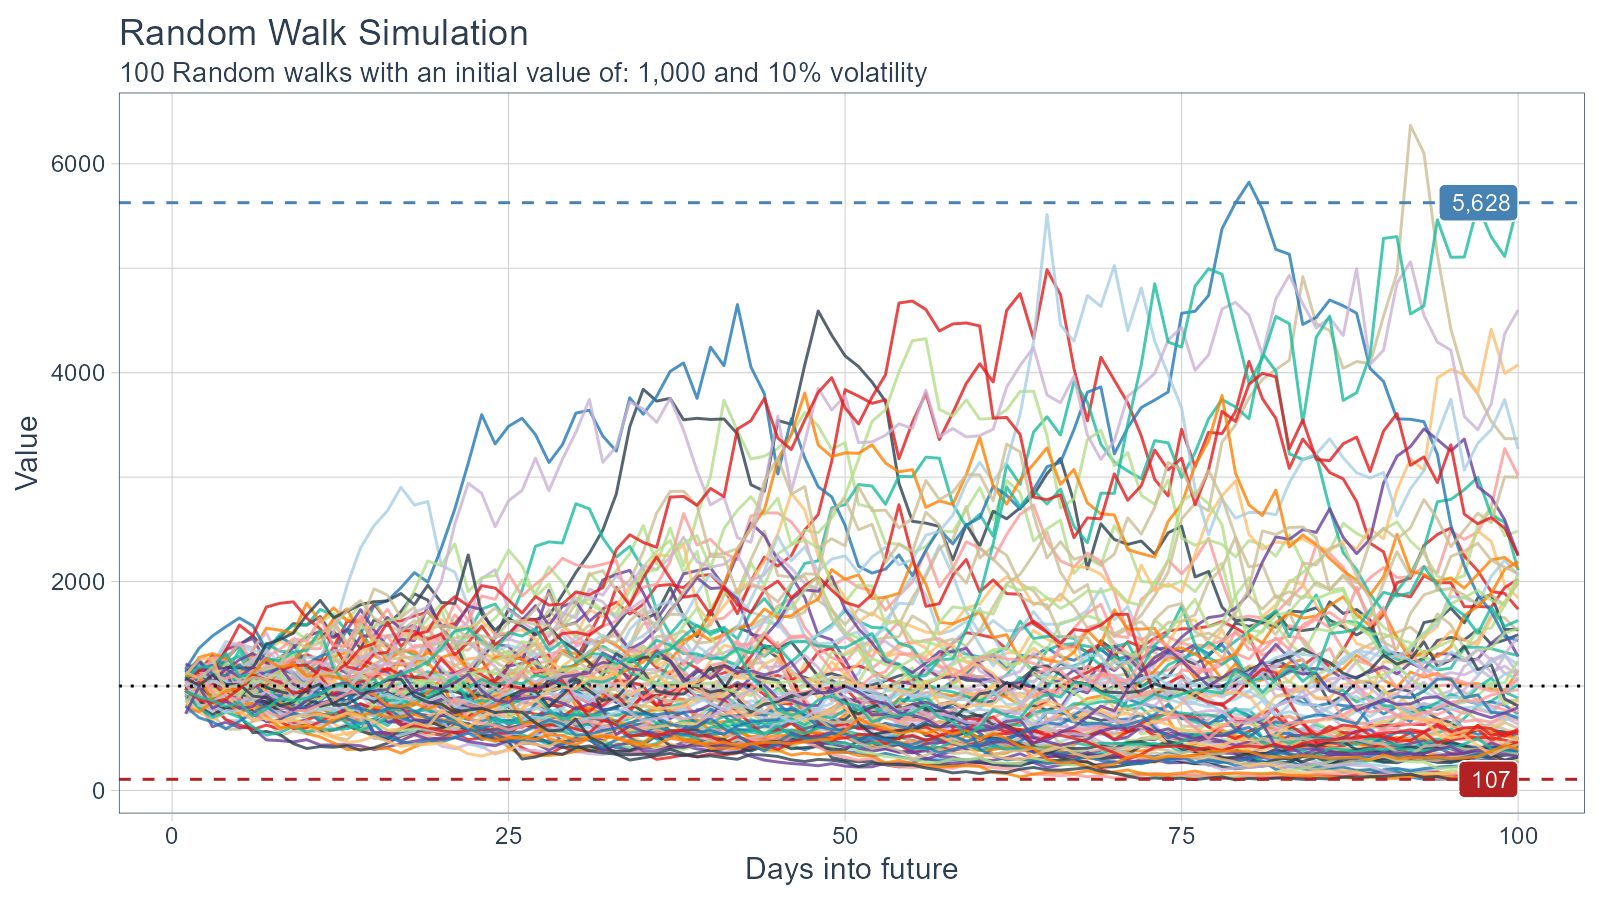 Random Walk Simulation
100 Random walks with an initial value of: 1,000 and 10% volatility
6000
5,628
4000
Value
2000
0
107
0 25 50 75 100
Days into future